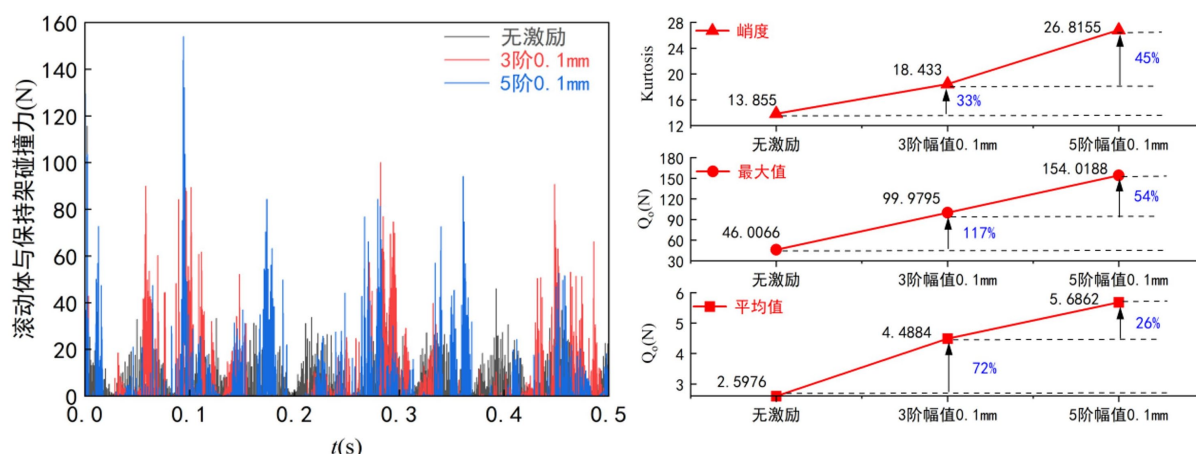 滚动体与保持架碰撞力(N)
160
140
120
100
80
60
40
20
0
0.0 0.1 0.2 0.3 0.4 0.5
t(s)
无激励
3阶0.1mm
5阶0.1mm
Kurtosis
28
24
20
16
12
峭度
13.855
18.433
26.8155
33%
45%
无激励 3阶幅值0.1mm 5阶幅值0.1mm
Qo(N)
180
150
120
90
60
30
最大值
46.0066
99.9795
154.0188
117%
54%
无激励 3阶幅值0.1mm 5阶幅值0.1mm
Qo(N)
6
5
4
3
平均值
2.5976
4.4884
5.6862
72%
26%
无激励 3阶幅值0.1mm 5阶幅值0.1mm